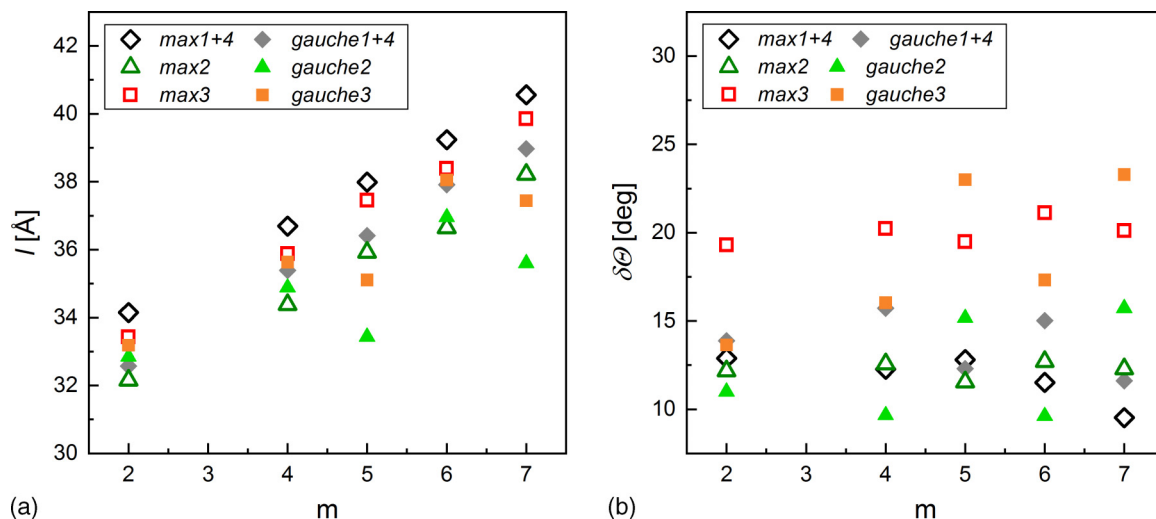 42
40
38
36
34
32
30
l [Å]
max1+4 gauche1+4
max2 gauche2
max3 gauche3
2 3 4 5 6 7
m
(a)
30
25
20
15
10
δΘ [deg]
max1+4 gauche1+4
max2 gauche2
max3 gauche3
2 3 4 5 6 7
m
(b)